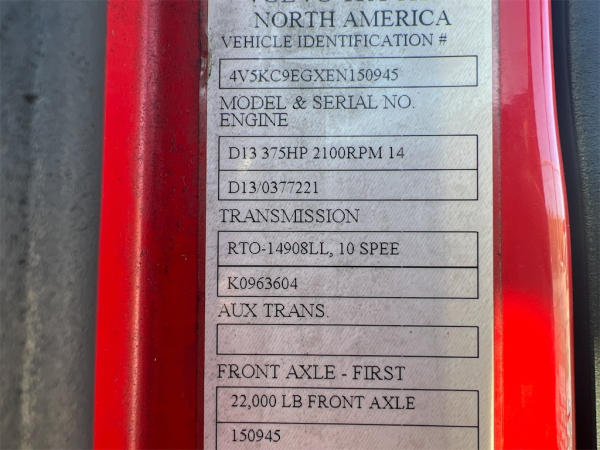 NORTH AMERICA
VEHICLE IDENTIFICATION #
4V5KC9EGXEN150945
MODEL & SERIAL NO.
ENGINE
D13 375HP 2100RPM 14
D13/0377221
TRANSMISSION
RTO-14908LL, 10 SPEE
K0963604
AUX TRANS.
FRONT AXLE - FIRST
22,000 LB FRONT AXLE
150945